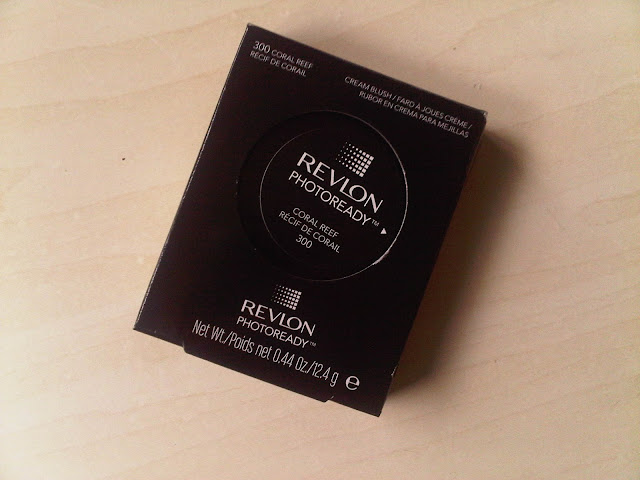 300 CORAL REEF
RÉCIF DE CORAIL
CREAM BLUSH / FARD À JOUES CRÈME /
RUBOR EN CREMA PARA MEJILLAS
REVLON
PHOTOREADY™
CORAL REEF
RÉCIF DE CORAIL
300
REVLON
PHOTOREADY™
Net Wt./Poids net 0.44 Oz./12.4 g ℮